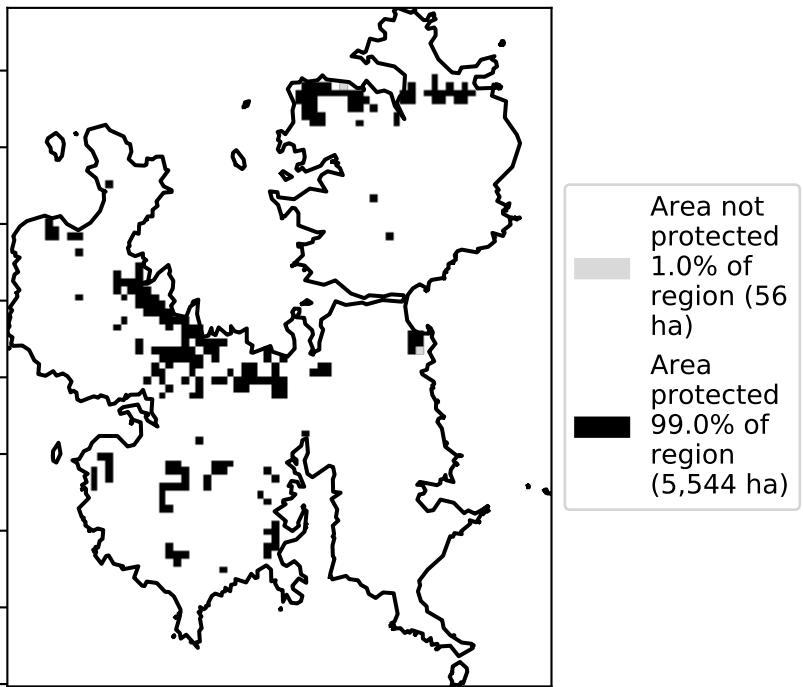 Area not
protected
1.0% of
region (56
ha)
Area
protected
99.0% of
region
(5,544 ha)